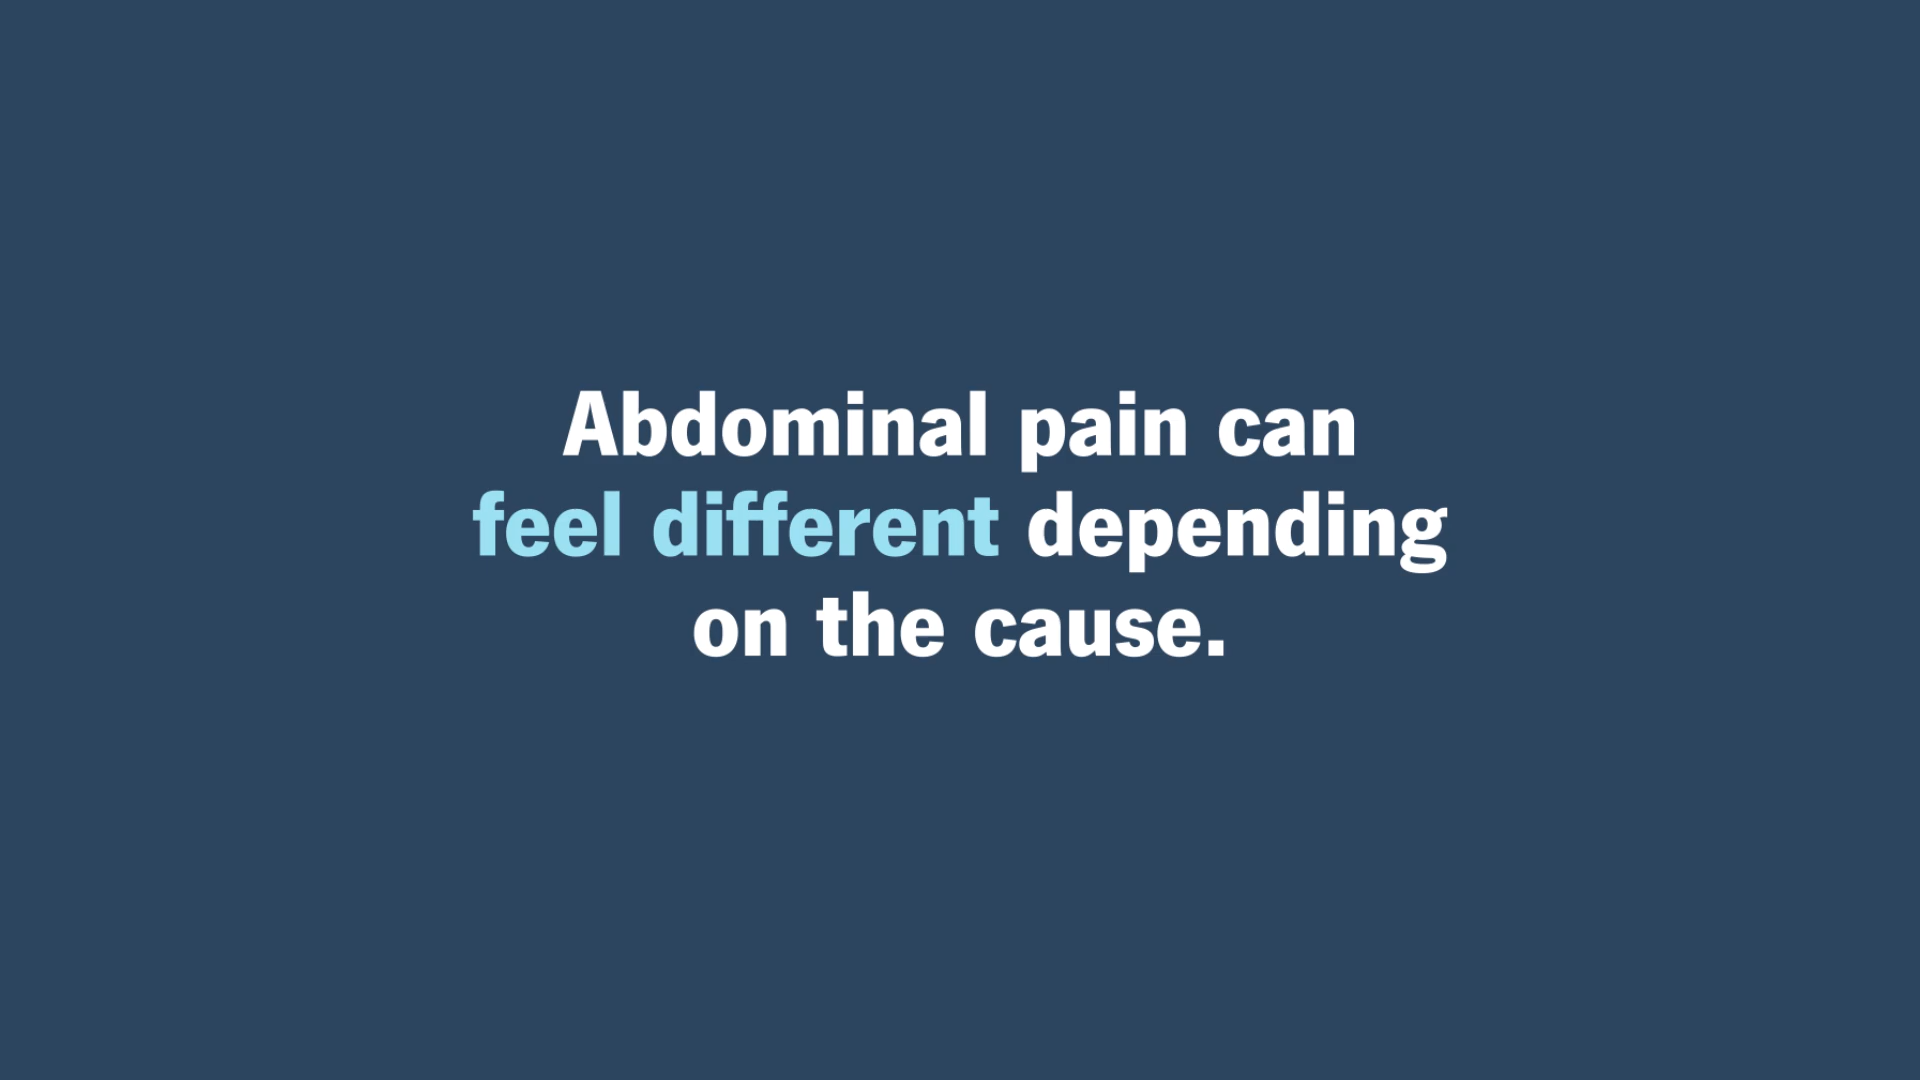 Abdominal pain can
feel different depending
on the cause.